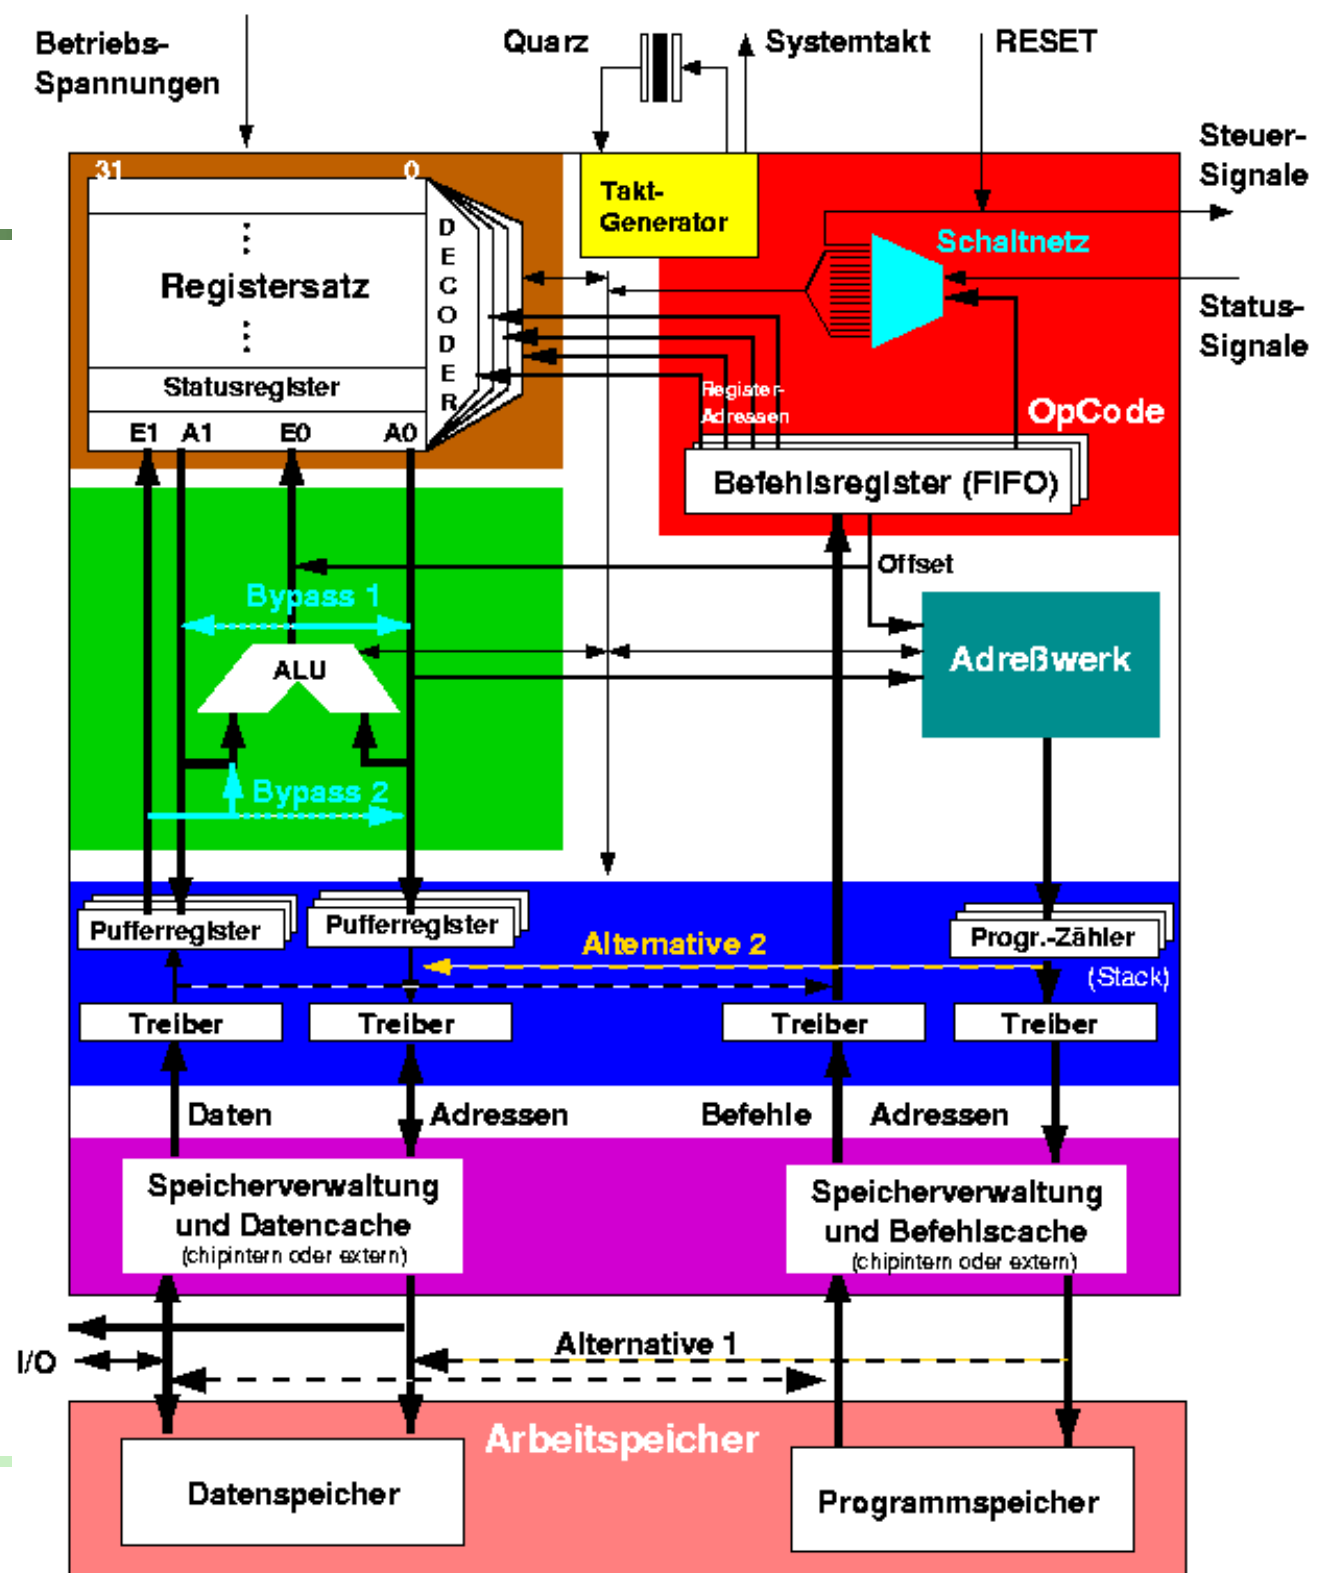 Betriebs-
Spannungen
Quarz
Systemtakt
RESET
Steuer-
Signale
31
0
Takt-
Generator
Schaltnetz
DECODER
Registersatz
Status-
Signale
Statusregister
Register-
Adressen
OpCode
E1 A1 E0 A0
Befehlsregister (FIFO)
Offset
Bypass 1
ALU
Adreßwerk
Bypass 2
Pufferregister
Pufferregister
Alternative 2
Progr.-Zähler
(Stack)
Treiber
Treiber
Treiber
Treiber
Daten
Adressen
Befehle
Adressen
Speicherverwaltung
und Datencache
(chipintern oder extern)
Speicherverwaltung
und Befehlscache
(chipintern oder extern)
I/O
Alternative 1
Arbeitspeicher
Datenspeicher
Programmspeicher